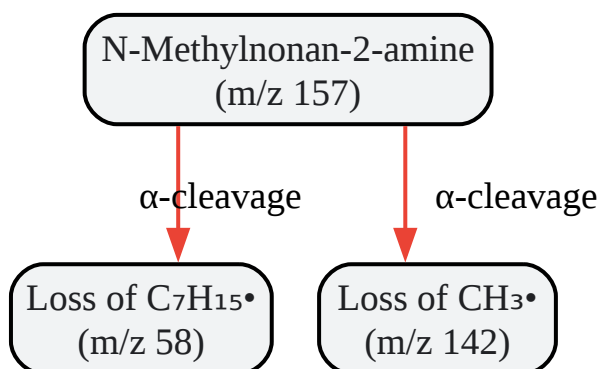 N-Methylnonan-2-amine
(m/z 157)
α-cleavage
α-cleavage
Loss of C₇H₁₅•
(m/z 58)
Loss of CH₃•
(m/z 142)